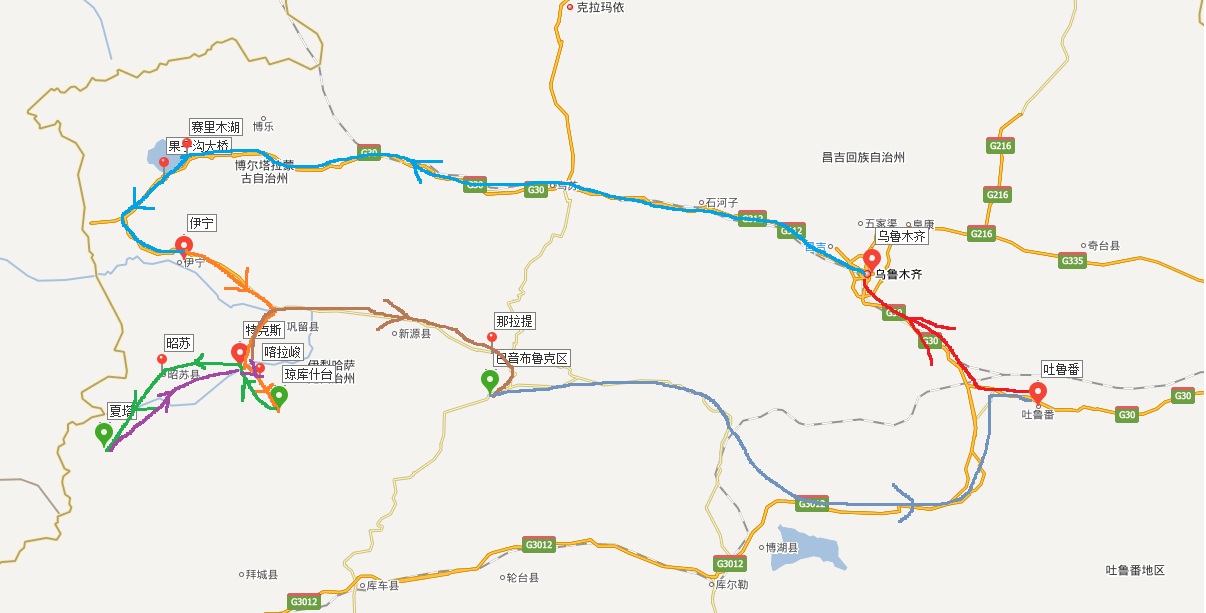 克拉玛依
赛里木湖
博乐
果子沟大桥
G30
博尔塔拉蒙
古自治州
G30
G30
乌苏
昌吉回族自治州
G216
G216
石河子
G312
G312
五家渠
阜康
G216
乌鲁木齐
昌吉
G335
奇台县
伊宁
伊宁
乌鲁木齐
G30
特克斯
巩留县
新源县
那拉提
G30
昭苏
喀拉峻
巴音布鲁克区
吐鲁番
昭苏县
伊犁哈萨
琼库什台
州
G30
G30
夏塔
吐鲁番
G3012
G3012
博湖县
G3012
拜城县
库车县
轮台县
库尔勒
吐鲁番地区
G3012